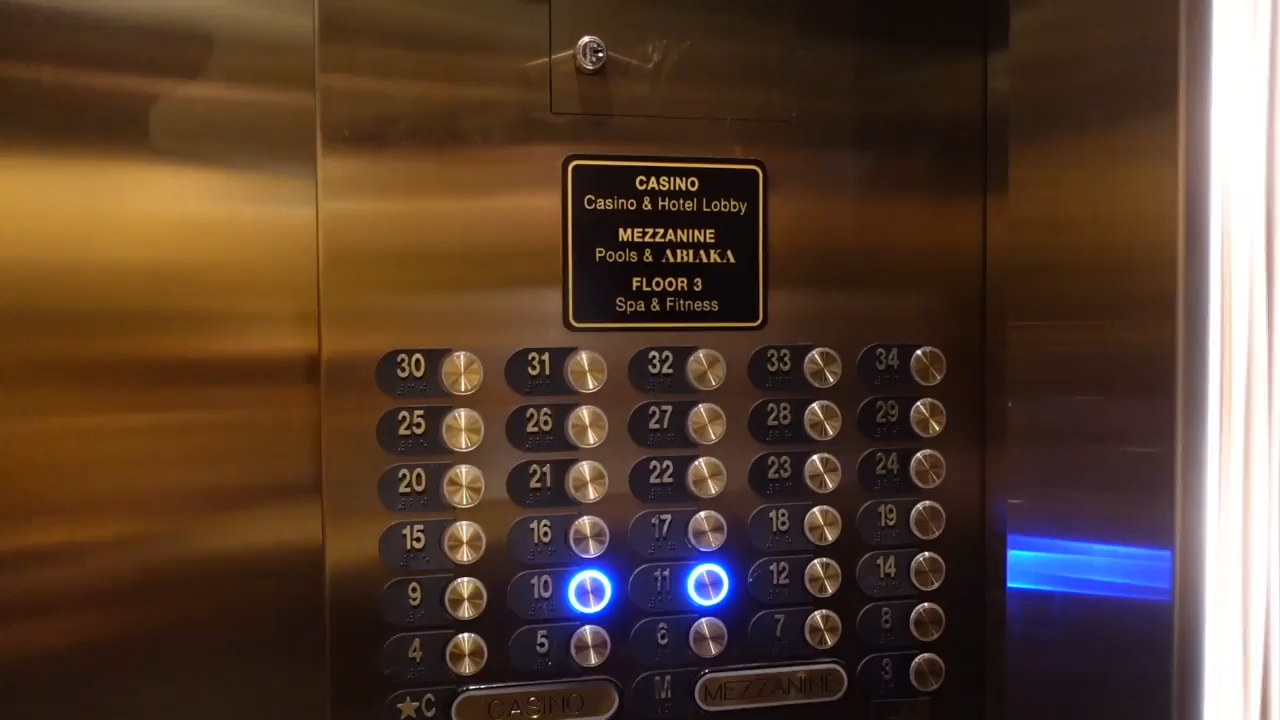 CASINO
Casino & Hotel Lobby
MEZZANINE
Pools & ABIAKA
FLOOR 3
Spa & Fitness
30 31 32 33 34
25 26 27 28 29
20 21 22 23 24
15 16 17 18 19
9 10 11 12 14
4 5 6 7 8
★C CASINO M MEZZANINE 3